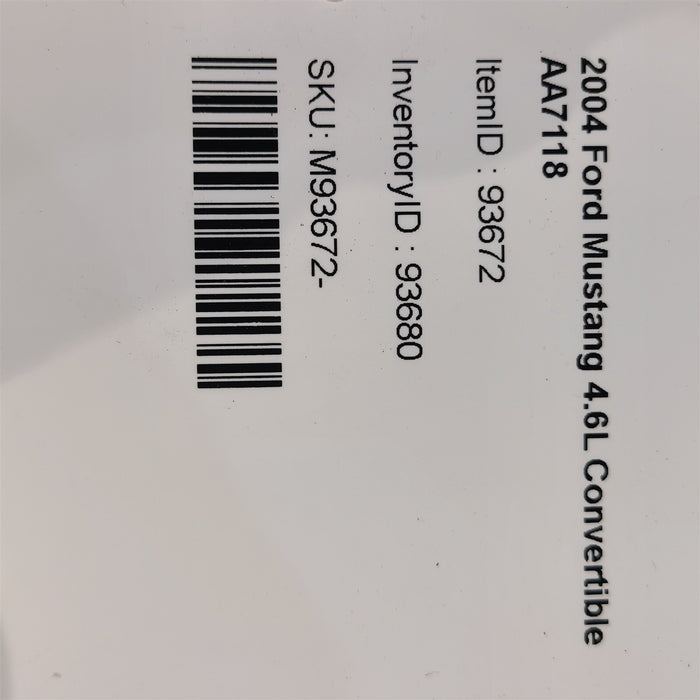 2004 Ford Mustang 4.6L Convertible
AA7118
ItemID : 93672
InventoryID : 93680
SKU: M93672-